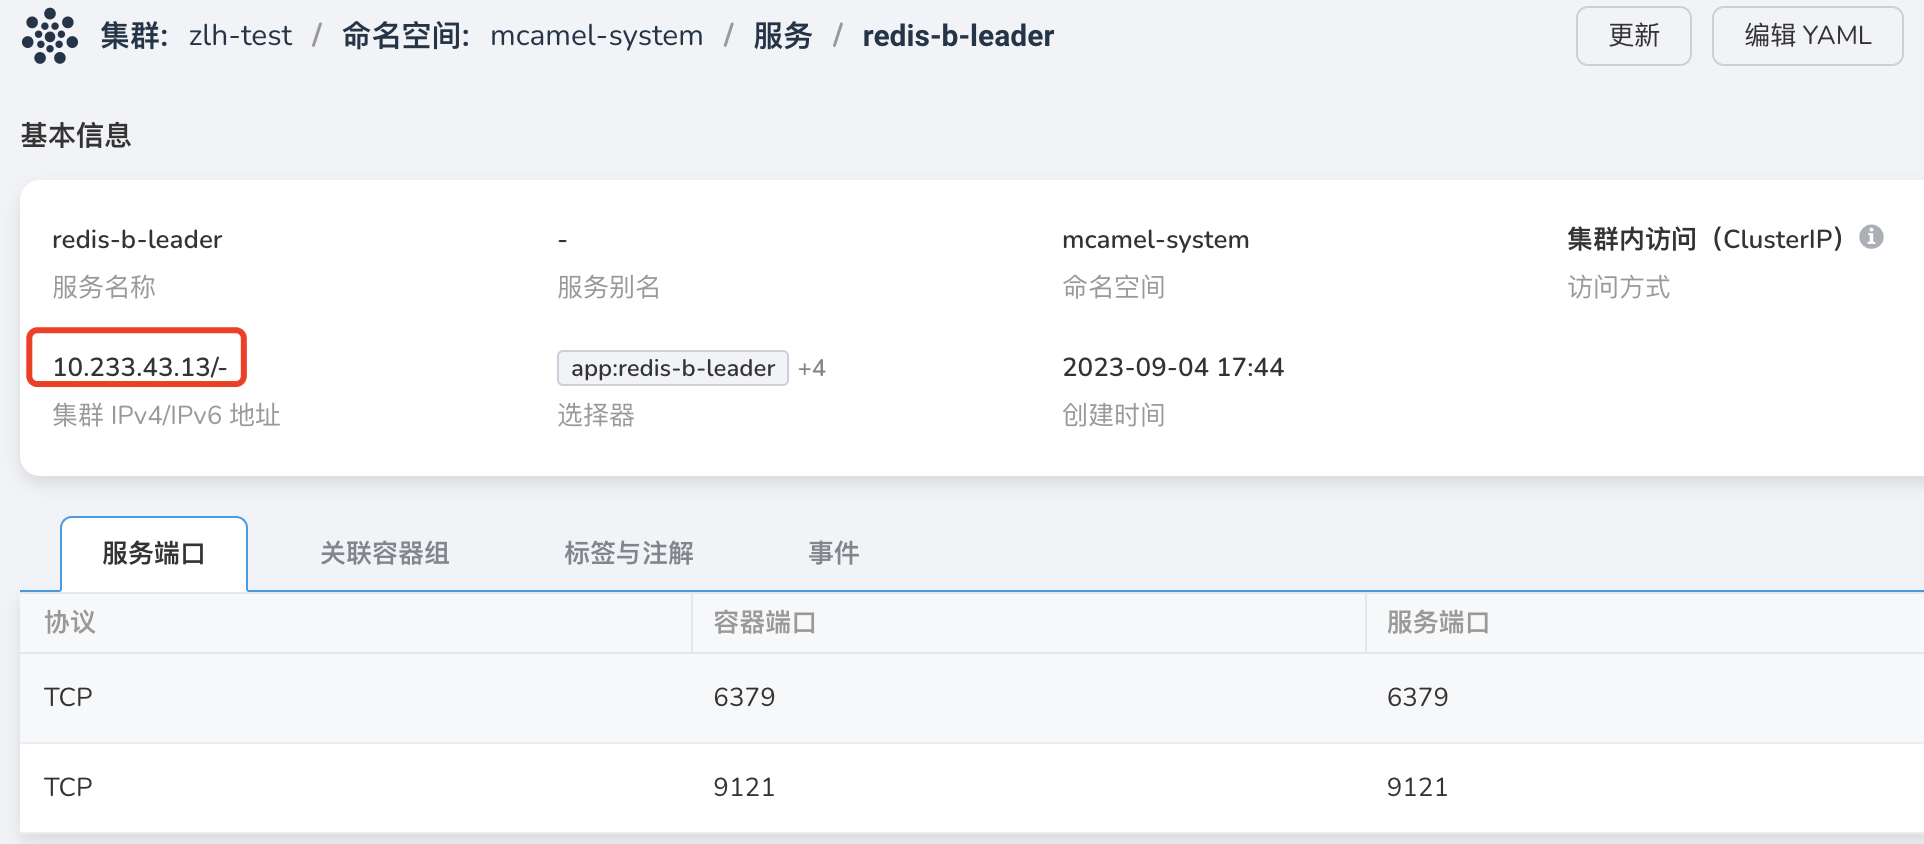 集群: zlh-test / 命名空间: mcamel-system / 服务 / redis-b-leader
更新
编辑 YAML
基本信息
redis-b-leader
服务名称
-
服务别名
mcamel-system
命名空间
集群内访问（ClusterIP）
访问方式
10.233.43.13/-
集群 IPv4/IPv6 地址
app:redis-b-leader +4
选择器
2023-09-04 17:44
创建时间
服务端口 关联容器组 标签与注解 事件
协议 容器端口 服务端口
TCP 6379 6379
TCP 9121 9121